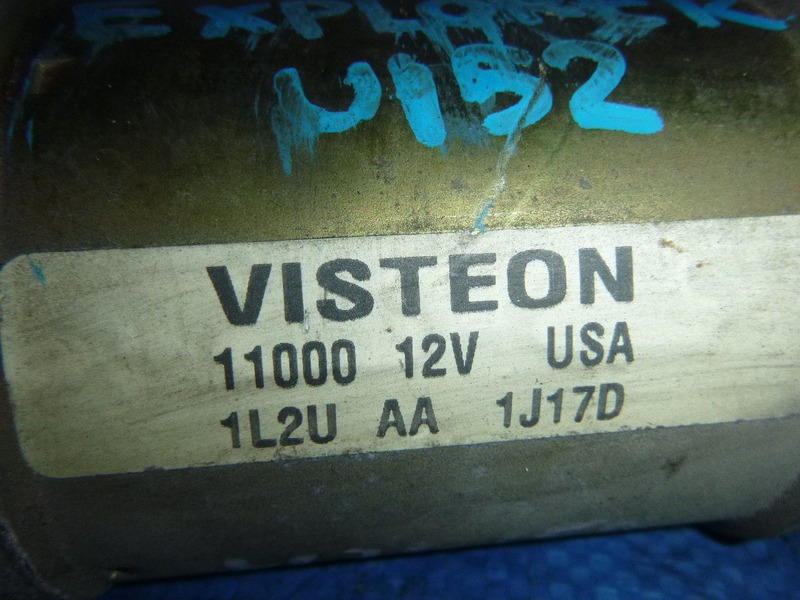 EXPLORER
U152
VISTEON
11000 12V USA
1L2U AA 1J17D